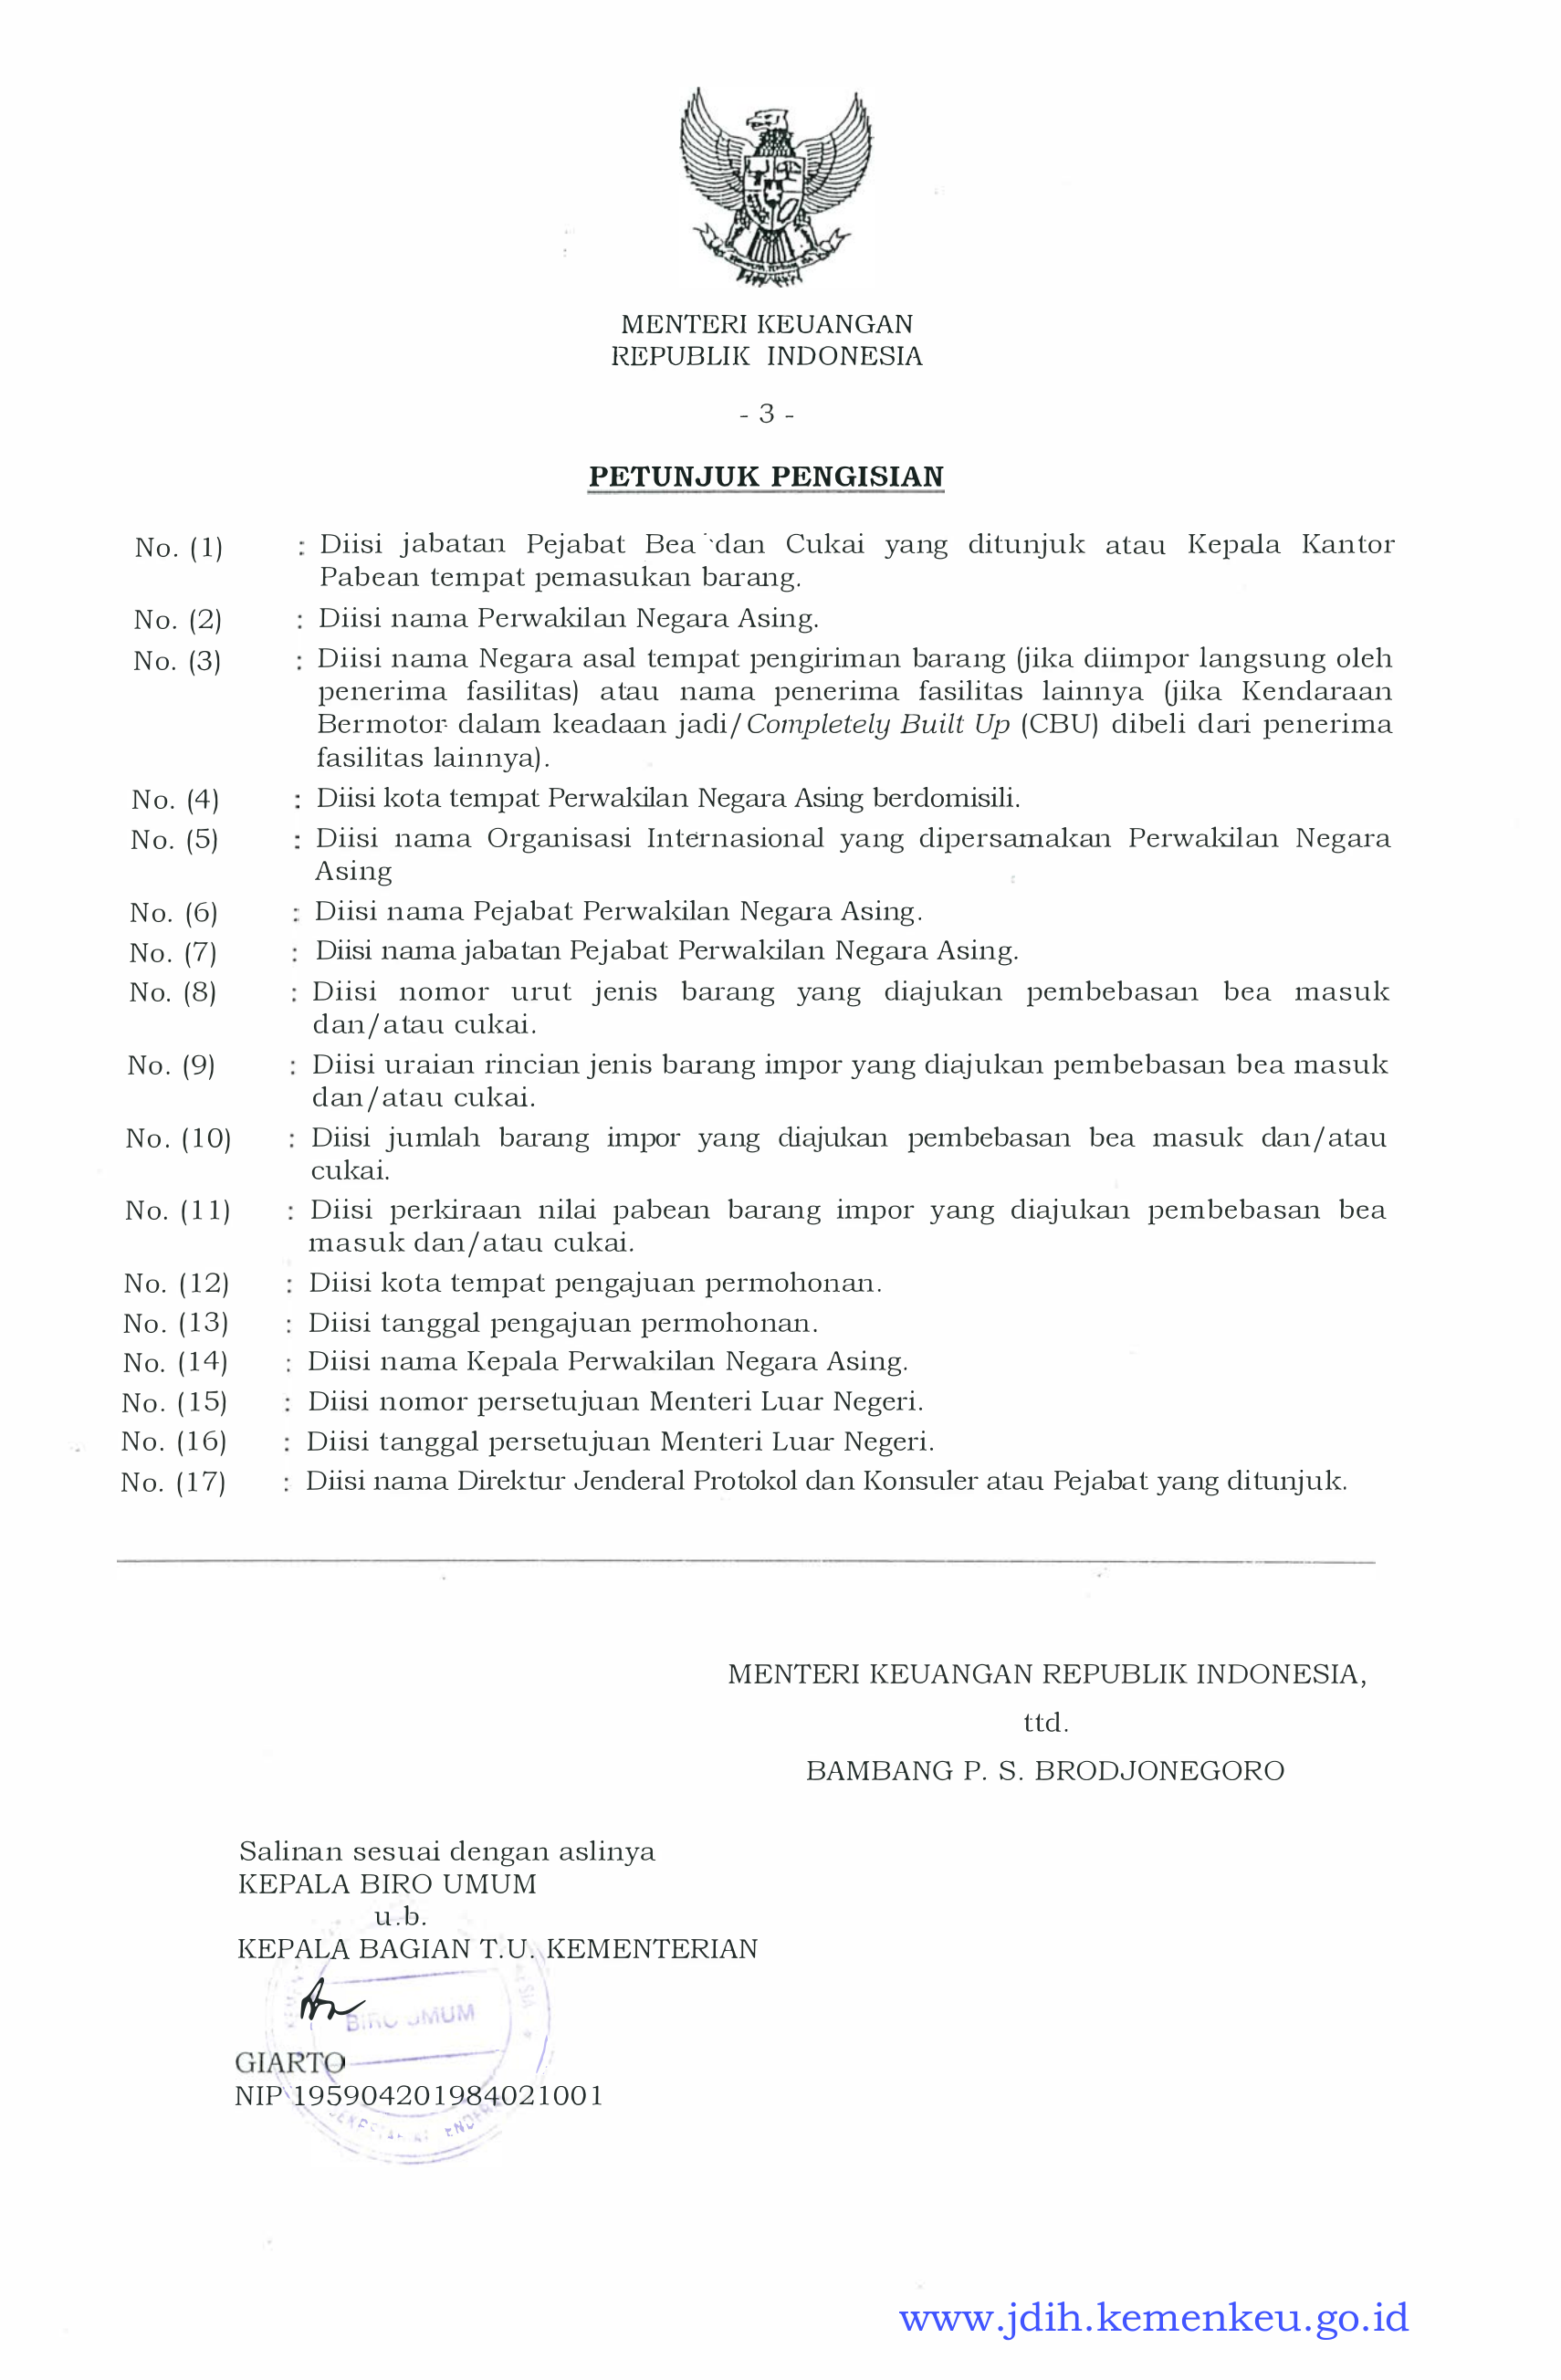 MENTERI KEUANGAN
REPUBLIK INDONESIA
- 3 -
PETUNJUK PENGISIAN
No. (1) : Diisi jabatan Pejabat Bea dan Cukai yang ditunjuk atau Kepala Kantor
Pabean tempat pemasukan barang.
No. (2) : Diisi nama Perwakilan Negara Asing.
No. (3) : Diisi nama Negara asal tempat pengiriman barang (jika diimpor langsung oleh
penerima fasilitas) atau nama penerima fasilitas lainnya (jika Kendaraan
Bermotor dalam keadaan jadi/Completely Built Up (CBU) dibeli dari penerima
fasilitas lainnya).
No. (4) : Diisi kota tempat Perwakilan Negara Asing berdomisili.
No. (5) : Diisi nama Organisasi Internasional yang dipersamakan Perwakilan Negara
Asing
No. (6) : Diisi nama Pejabat Perwakilan Negara Asing.
No. (7) : Diisi nama jabatan Pejabat Perwakilan Negara Asing.
No. (8) : Diisi nomor urut jenis barang yang diajukan pembebasan bea masuk
dan/atau cukai.
No. (9) : Diisi uraian rincian jenis barang impor yang diajukan pembebasan bea masuk
dan/atau cukai.
No. (10) : Diisi jumlah barang impor yang diajukan pembebasan bea masuk dan/atau
cukai.
No. (11) : Diisi perkiraan nilai pabean barang impor yang diajukan pembebasan bea
masuk dan/atau cukai.
No. (12) : Diisi kota tempat pengajuan permohonan.
No. (13) : Diisi tanggal pengajuan permohonan.
No. (14) : Diisi nama Kepala Perwakilan Negara Asing.
No. (15) : Diisi nomor persetujuan Menteri Luar Negeri.
No. (16) : Diisi tanggal persetujuan Menteri Luar Negeri.
No. (17) : Diisi nama Direktur Jenderal Protokol dan Konsuler atau Pejabat yang ditunjuk.
MENTERI KEUANGAN REPUBLIK INDONESIA,
ttd.
BAMBANG P. S. BRODJONEGORO
Salinan sesuai dengan aslinya
KEPALA BIRO UMUM
u.b.
KEPALA BAGIAN T.U. KEMENTERIAN
BIRO UMUM
GIARTO
NIP 195904201984021001
www.jdih.kemenkeu.go.id